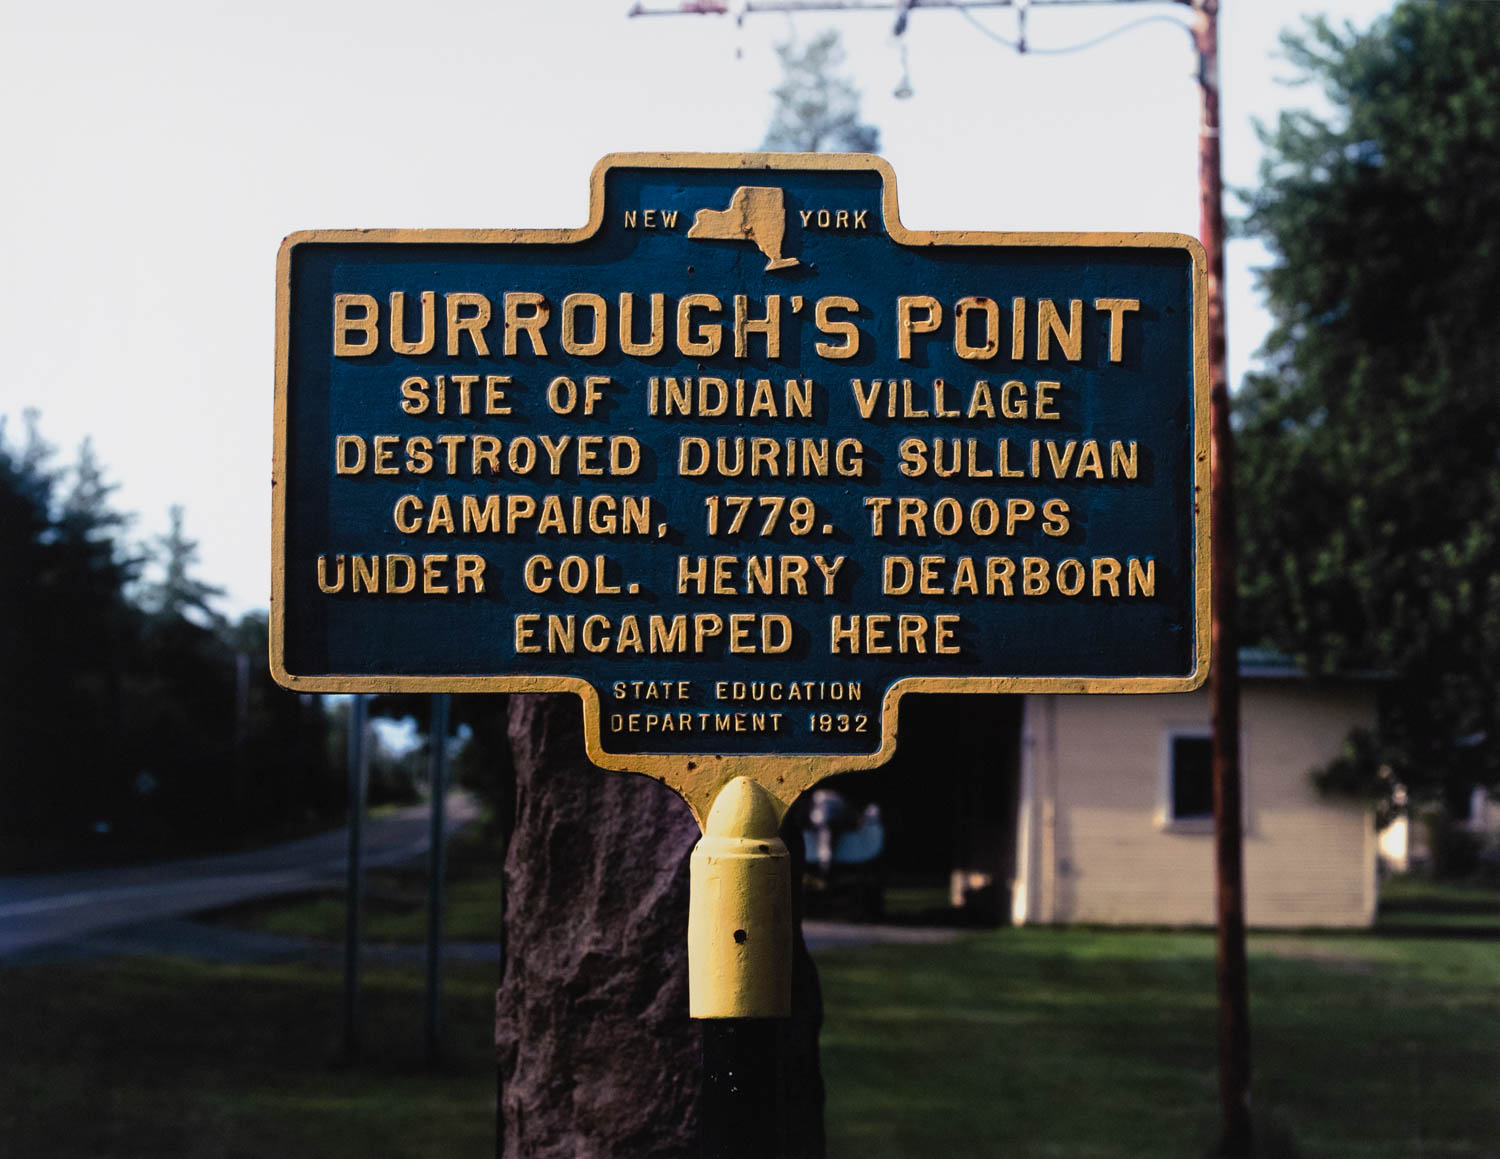 NEW YORK
BURROUGH'S POINT
SITE OF INDIAN VILLAGE
DESTROYED DURING SULLIVAN
CAMPAIGN, 1779. TROOPS
UNDER COL. HENRY DEARBORN
ENCAMPED HERE
STATE EDUCATION
DEPARTMENT 1932